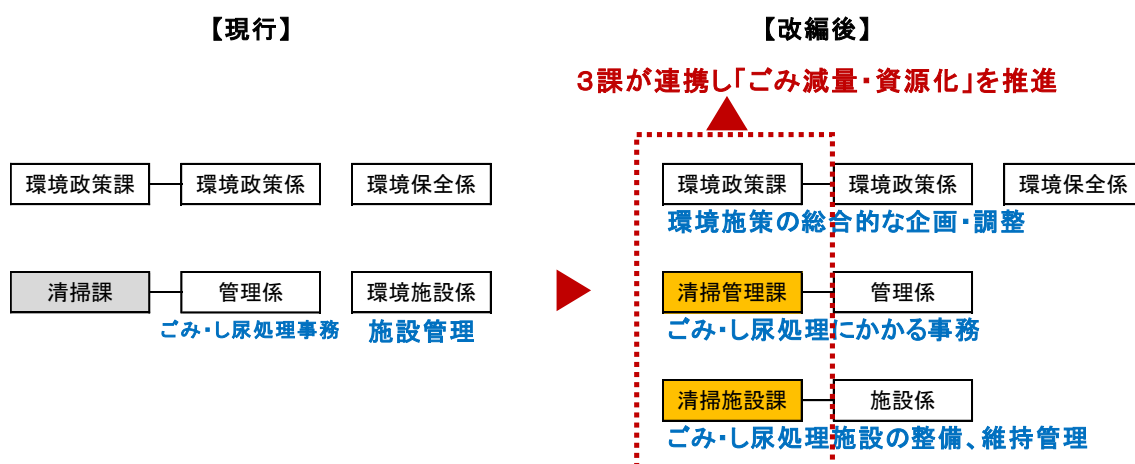 【現行】
【改編後】
3課が連携し「ごみ減量・資源化」を推進
環境政策課
環境政策係
環境保全係
清掃課
管理係
環境施設係
ごみ・し尿処理事務
施設管理
環境政策課
環境政策係
環境保全係
環境施策の総合的な企画・調整
清掃管理課
管理係
ごみ・し尿処理にかかる事務
清掃施設課
施設係
ごみ・し尿処理施設の整備、維持管理